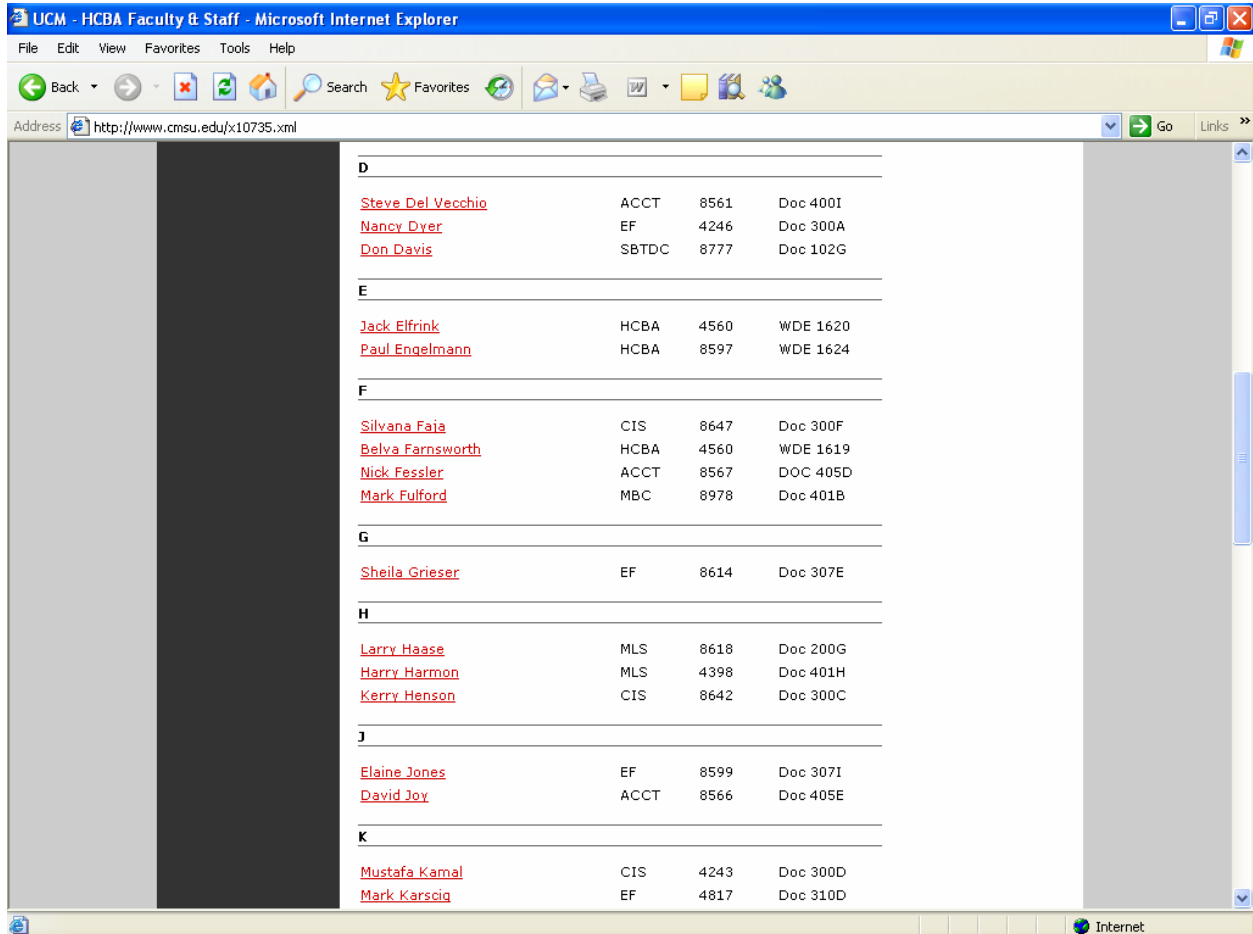 UCM - HCBA Faculty & Staff - Microsoft Internet Explorer
File Edit View Favorites Tools Help
Back Search Favorites
Address http://www.cmsu.edu/x10735.xml Go Links »
D
Steve Del Vecchio ACCT 8561 Doc 400I
Nancy Dyer EF 4246 Doc 300A
Don Davis SBTDC 8777 Doc 102G
E
Jack Elfrink HCBA 4560 WDE 1620
Paul Engelmann HCBA 8597 WDE 1624
F
Silvana Faja CIS 8647 Doc 300F
Belva Farnsworth HCBA 4560 WDE 1619
Nick Fessler ACCT 8567 DOC 405D
Mark Fulford MBC 8978 Doc 401B
G
Sheila Grieser EF 8614 Doc 307E
H
Larry Haase MLS 8618 Doc 200G
Harry Harmon MLS 4398 Doc 401H
Kerry Henson CIS 8642 Doc 300C
J
Elaine Jones EF 8599 Doc 307I
David Joy ACCT 8566 Doc 405E
K
Mustafa Kamal CIS 4243 Doc 300D
Mark Karscig EF 4817 Doc 310D
Internet